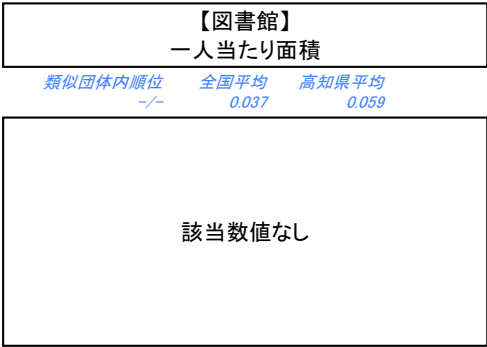 【図書館】
一人当たり面積
類似団体内順位 全国平均 高知県平均
-/- 0.037 0.059
該当数値なし